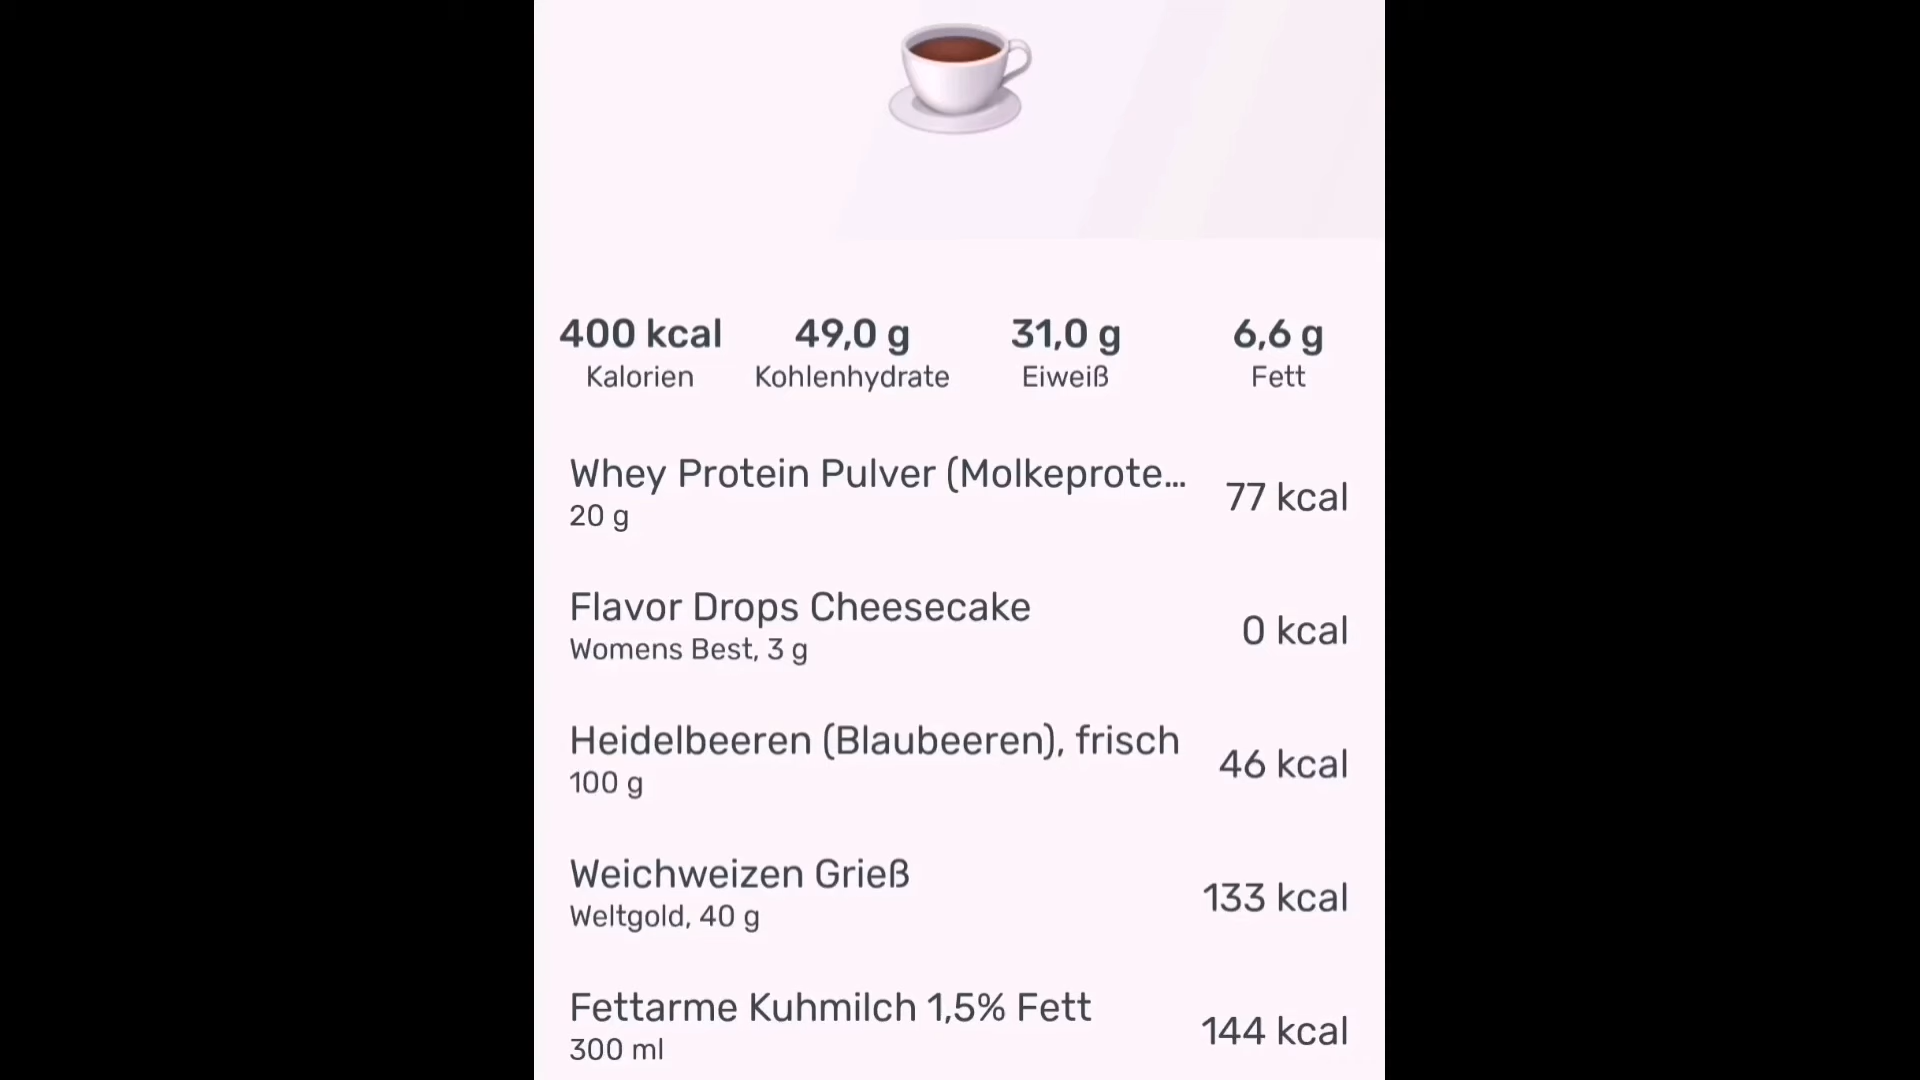 400 kcal
Kalorien
49,0 g
Kohlenhydrate
31,0 g
Eiweiß
6,6 g
Fett
Whey Protein Pulver (Molkeprote...
20 g
77 kcal
Flavor Drops Cheesecake
Womens Best, 3 g
0 kcal
Heidelbeeren (Blaubeeren), frisch
100 g
46 kcal
Weichweizen Grieß
Weltgold, 40 g
133 kcal
Fettarme Kuhmilch 1,5% Fett
300 ml
144 kcal